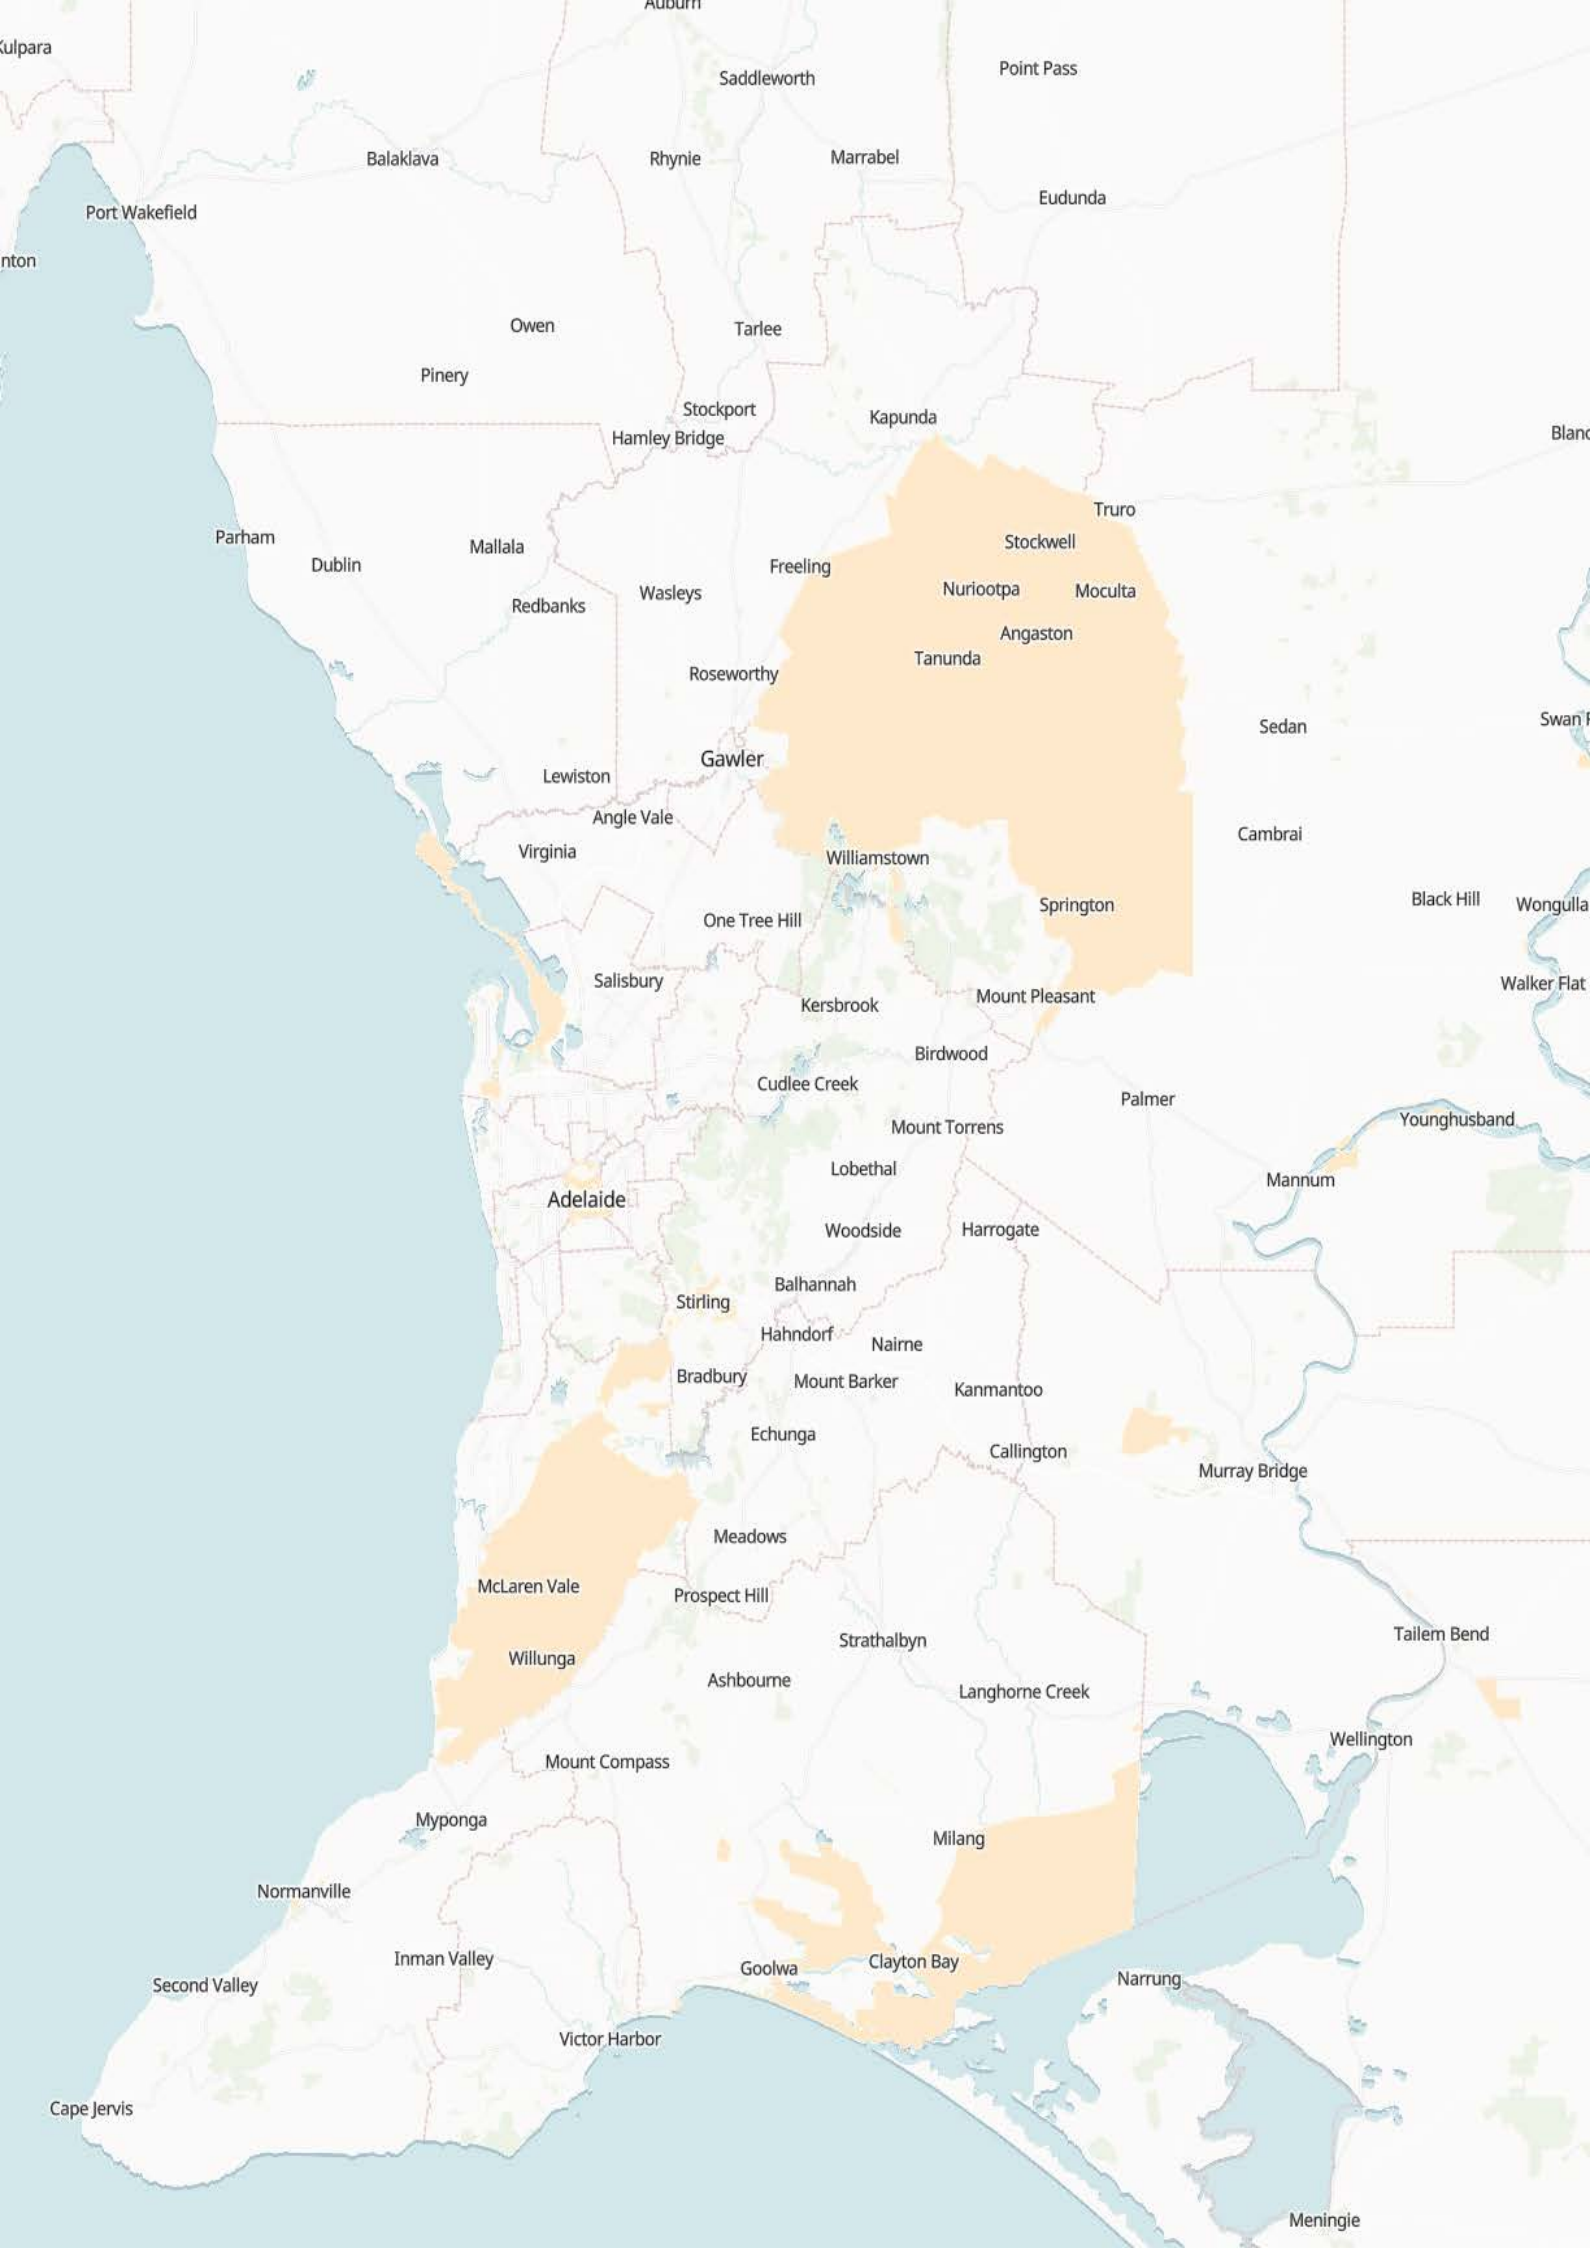 Auburn
Kulpara
Point Pass
Saddleworth
Balaklava
Rhynie
Marrabel
Eudunda
Port Wakefield
nton
Owen
Tarlee
Pinery
Stockport
Kapunda
Hamley Bridge
Blanc
Truro
Parham
Stockwell
Mallala
Dublin
Freeling
Nuriootpa
Moculta
Wasleys
Redbanks
Angaston
Tanunda
Roseworthy
Swan R
Sedan
Gawler
Lewiston
Angle Vale
Cambrai
Virginia
Williamstown
Black Hill
Wongulla
Springton
One Tree Hill
Salisbury
Walker Flat
Mount Pleasant
Kersbrook
Birdwood
Cudlee Creek
Palmer
Younghusband
Mount Torrens
Lobethal
Mannum
Adelaide
Woodside
Harrogate
Balhannah
Stirling
Hahndorf
Nairne
Bradbury
Mount Barker
Kanmantoo
Echunga
Callington
Murray Bridge
Meadows
McLaren Vale
Prospect Hill
Tailem Bend
Strathalbyn
Willunga
Ashbourne
Langhorne Creek
Wellington
Mount Compass
Myponga
Milang
Normanville
Inman Valley
Clayton Bay
Goolwa
Narrung
Second Valley
Victor Harbor
Cape Jervis
Meningie